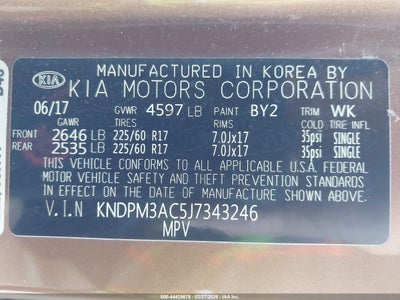 MANUFACTURED IN KOREA BY
KIA KIA MOTORS CORPORATION
06/17 GVWR 4597 LB PAINT BY2 TRIM WK
GAWR TIRES RIMS COLD TIRE INFL
FRONT 2646 LB 225/60 R17 7.0Jx17 35psi SINGLE
REAR 2535 LB 225/60 R17 7.0Jx17 35psi SINGLE
THIS VEHICLE CONFORMS TO ALL APPLICABLE U.S.A. FEDERAL
MOTOR VEHICLE SAFETY AND THEFT PREVENTION STANDARDS
IN EFFECT ON THE DATE OF MANUFACTURE SHOWN ABOVE.
V.I.N KNDPM3AC5J7343246
MPV